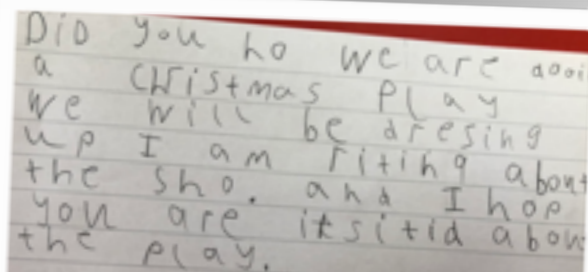 DiD you ho we are dooi
a christmas Play
we will be dresing
up I am riting about
the sho. and I hop
you are itsitid abou
the play.